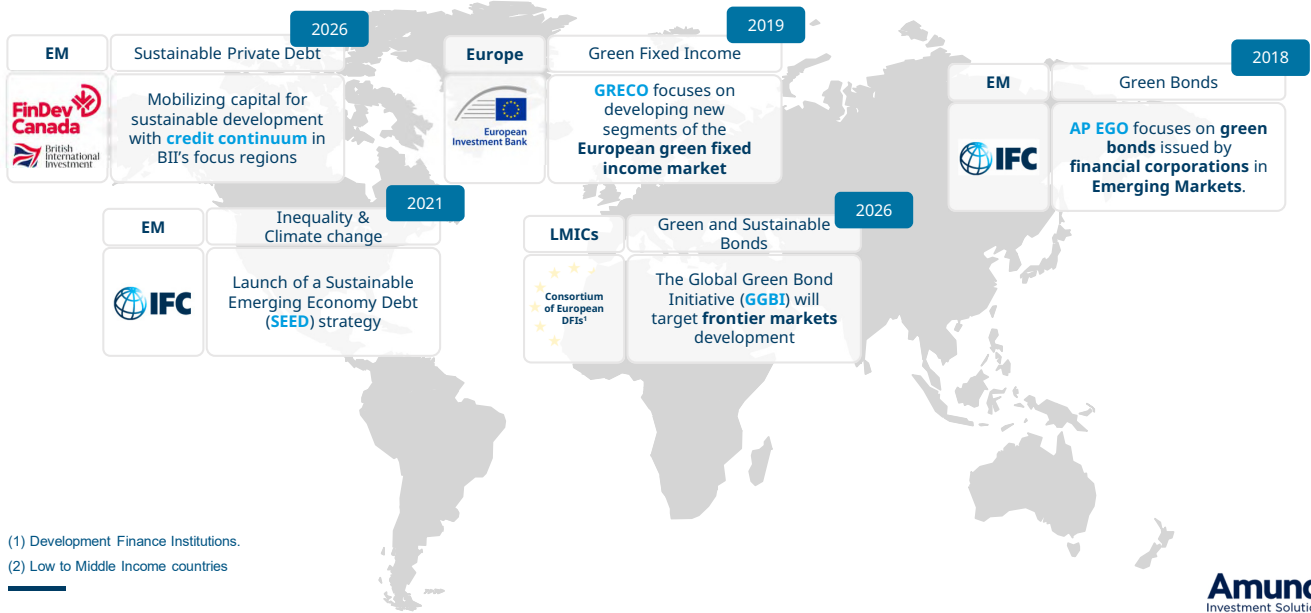 2026
EM
Sustainable Private Debt
FinDev
Canada
British
International
Investment
Mobilizing capital for
sustainable development
with credit continuum in
BII's focus regions
2019
Europe
Green Fixed Income
European
Investment Bank
GRECO focuses on
developing new
segments of the
European green fixed
income market
2018
EM
Green Bonds
IFC
AP EGO focuses on green
bonds issued by
financial corporations in
Emerging Markets.
2021
EM
Inequality &
Climate change
IFC
Launch of a Sustainable
Emerging Economy Debt
(SEED) strategy
2026
LMICs
Green and Sustainable
Bonds
Consortium
of European
DFIs¹
The Global Green Bond
Initiative (GGBI) will
target frontier markets
development
(1) Development Finance Institutions.
(2) Low to Middle Income countries
Amund
Investment Solutio